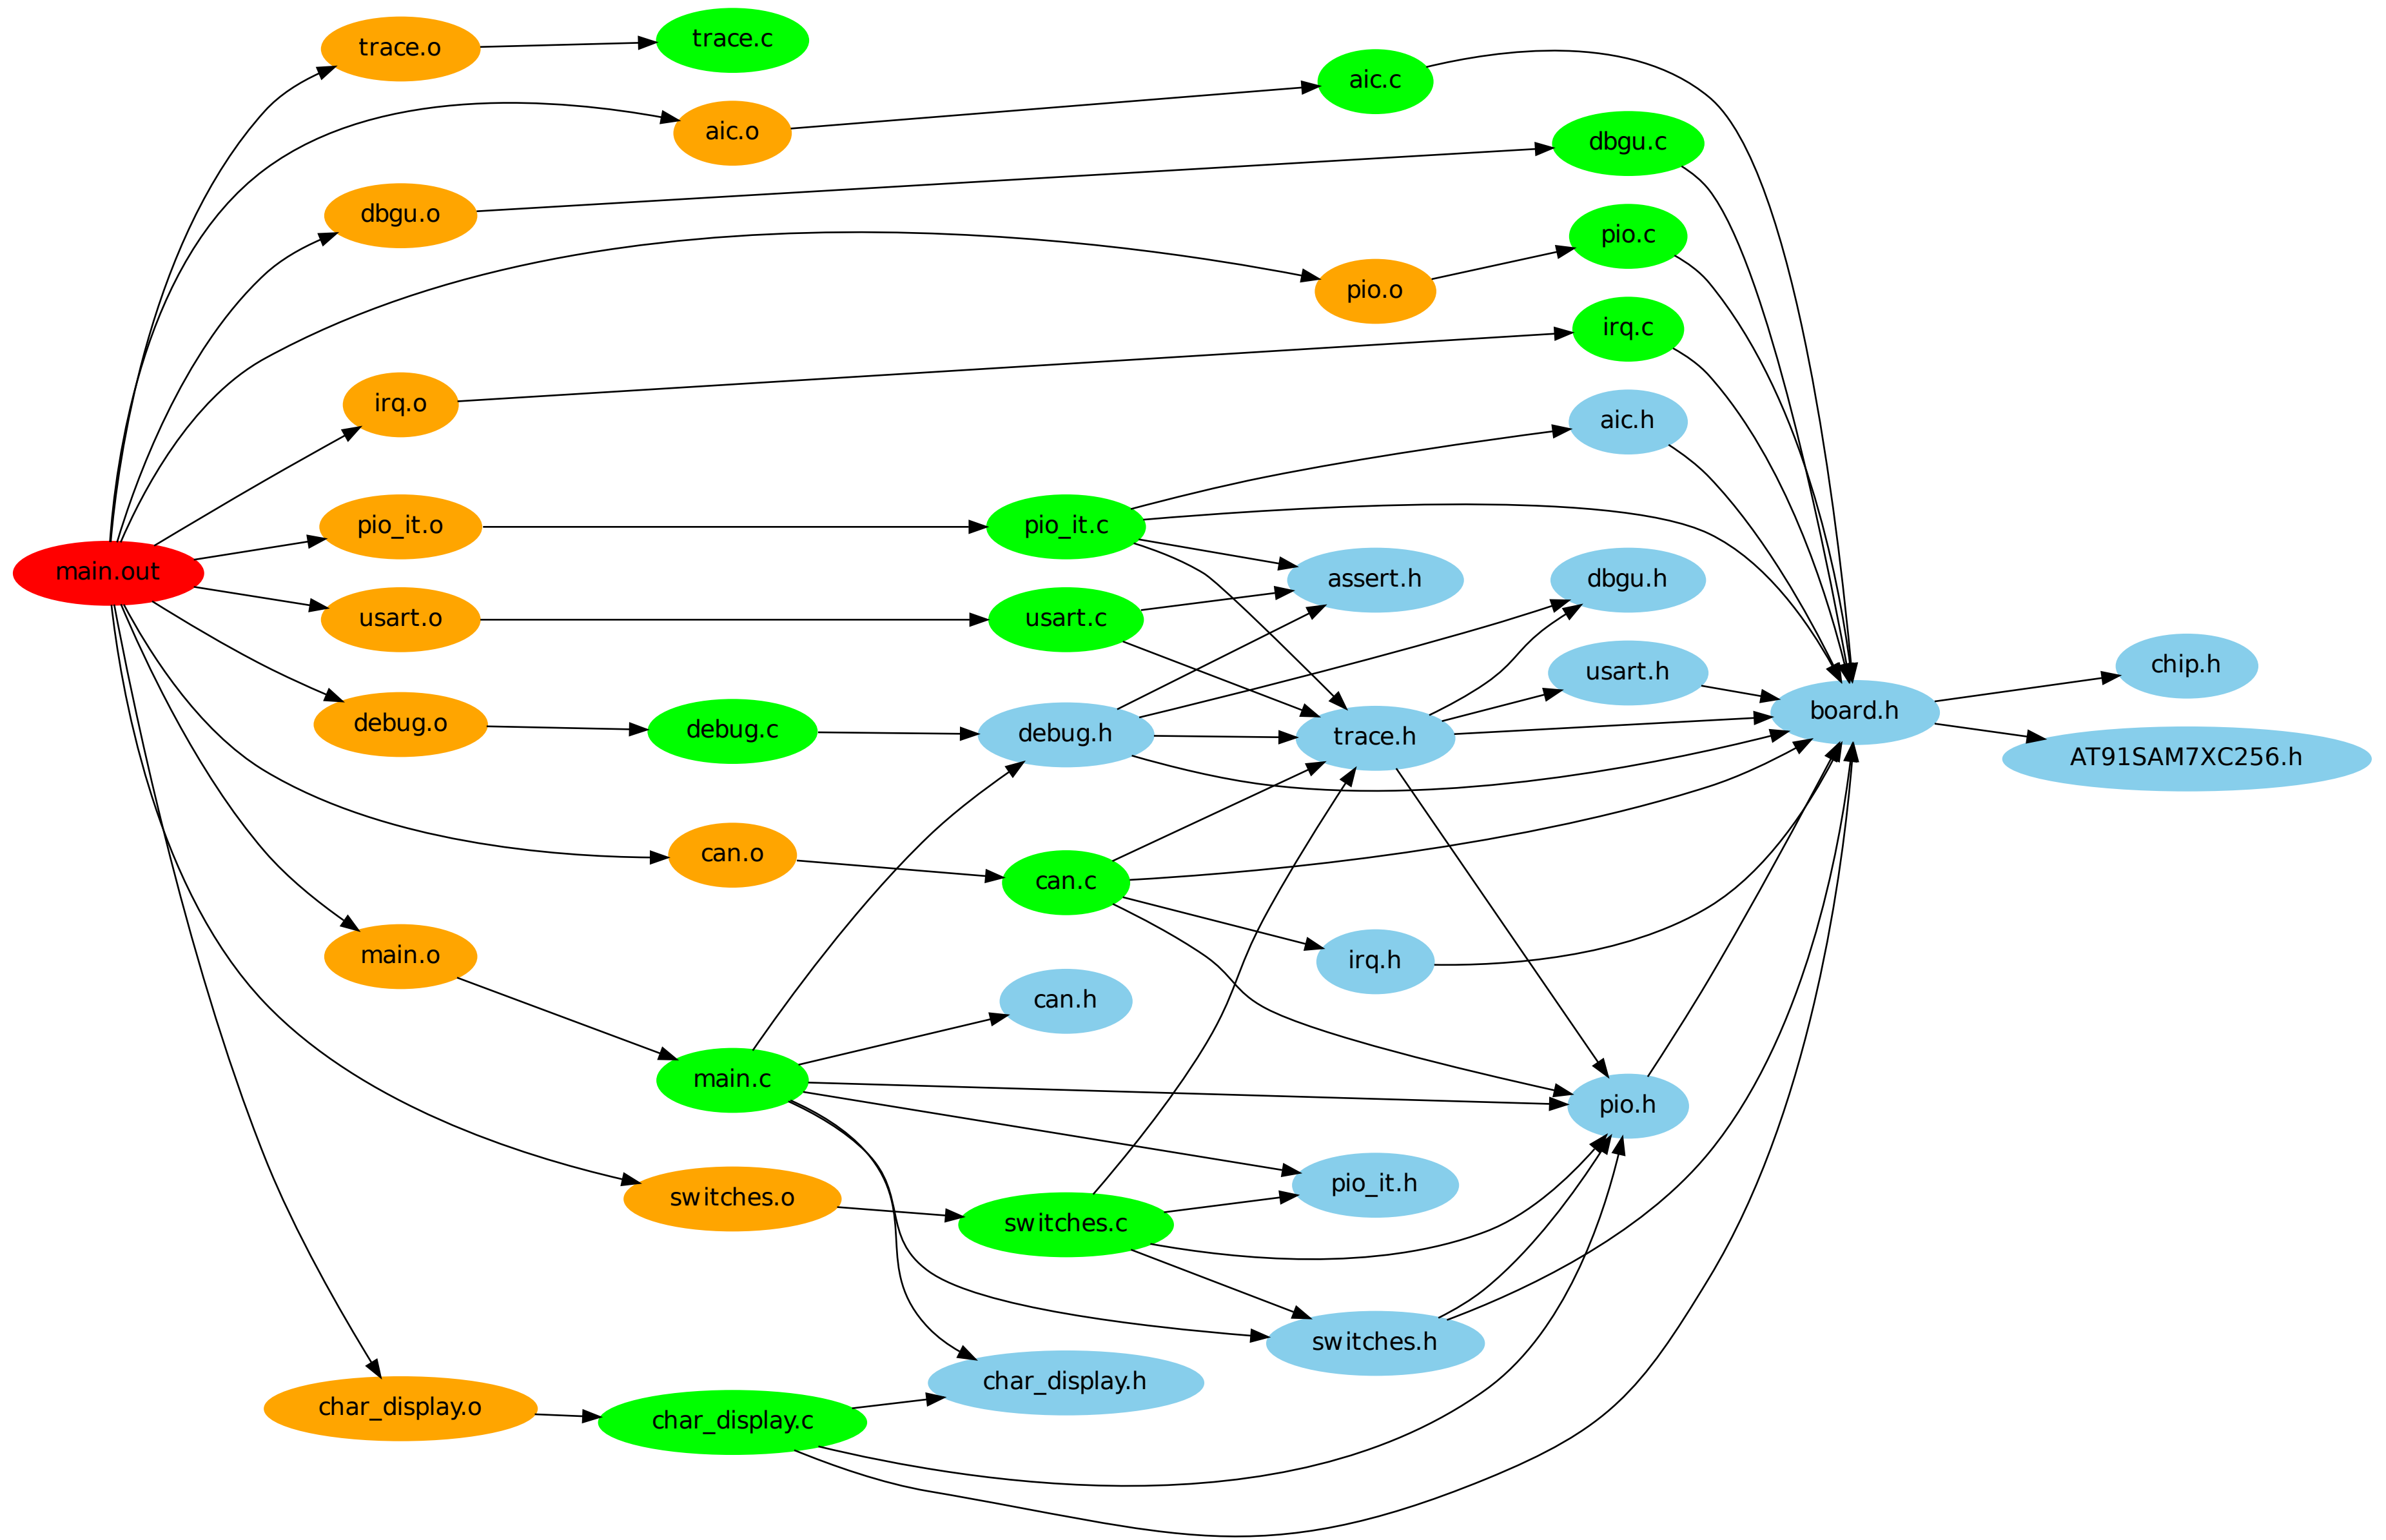 trace.o
trace.c
aic.o
aic.c
dbgu.o
dbgu.c
pio.o
pio.c
irq.o
irq.c
aic.h
main.out
pio_it.o
pio_it.c
assert.h
dbgu.h
usart.o
usart.c
usart.h
chip.h
debug.o
debug.c
debug.h
trace.h
board.h
AT91SAM7XC256.h
can.o
can.c
main.o
irq.h
can.h
main.c
pio.h
switches.o
switches.c
pio_it.h
switches.h
char_display.o
char_display.c
char_display.h